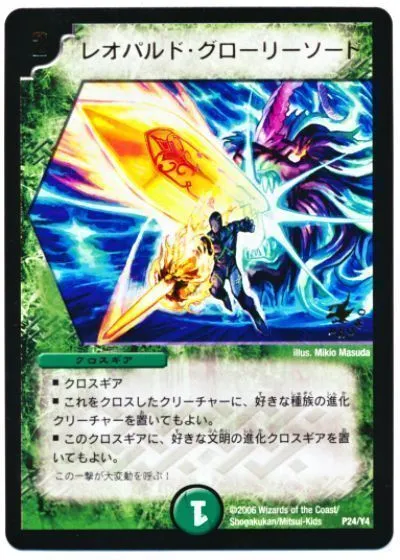 3
レオパルド・グローリーソード
illus. Mikio Masuda
クロスギア
■ クロスギア
■ これをクロスしたクリーチャーに、好きな種族の進化
クリーチャーを置いてもよい。
■ このクロスギアに、好きな文明の進化クロスギアを置
いてもよい。
この一撃が大変動を呼ぶ！
1
©2006 Wizards of the Coast/
Shogakukan/Mitsui-Kids
P24/Y4